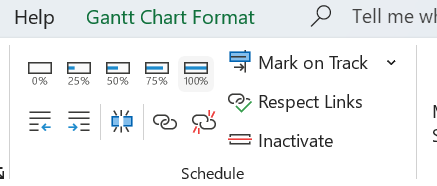 Help Gantt Chart Format Tell me wh
0% 25% 50% 75% 100% Mark on Track
Respect Links
Inactivate
Schedule